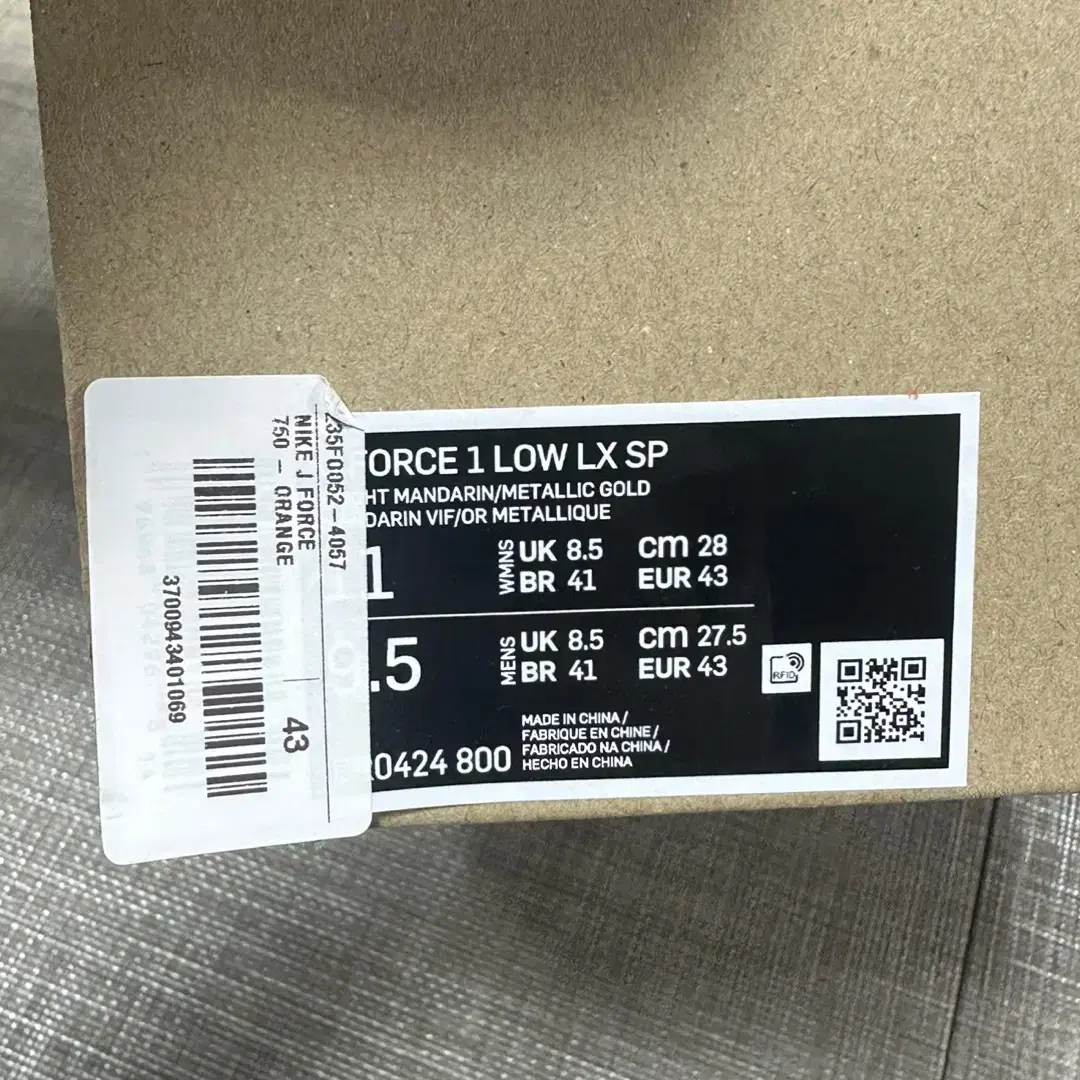 235F0052-4057
NIKE J FORCE
750 - ORANGE
43
3700943401069
FORCE 1 LOW LX SP
GHT MANDARIN/METALLIC GOLD
DARIN VIF/OR METALLIQUE
11
WMNS
UK 8.5
cm 28
BR 41
EUR 43
9.5
MENS
UK 8.5
cm 27.5
BR 41
EUR 43
RFID
R0424 800
MADE IN CHINA /
FABRIQUE EN CHINE /
FABRICADO NA CHINA /
HECHO EN CHINA